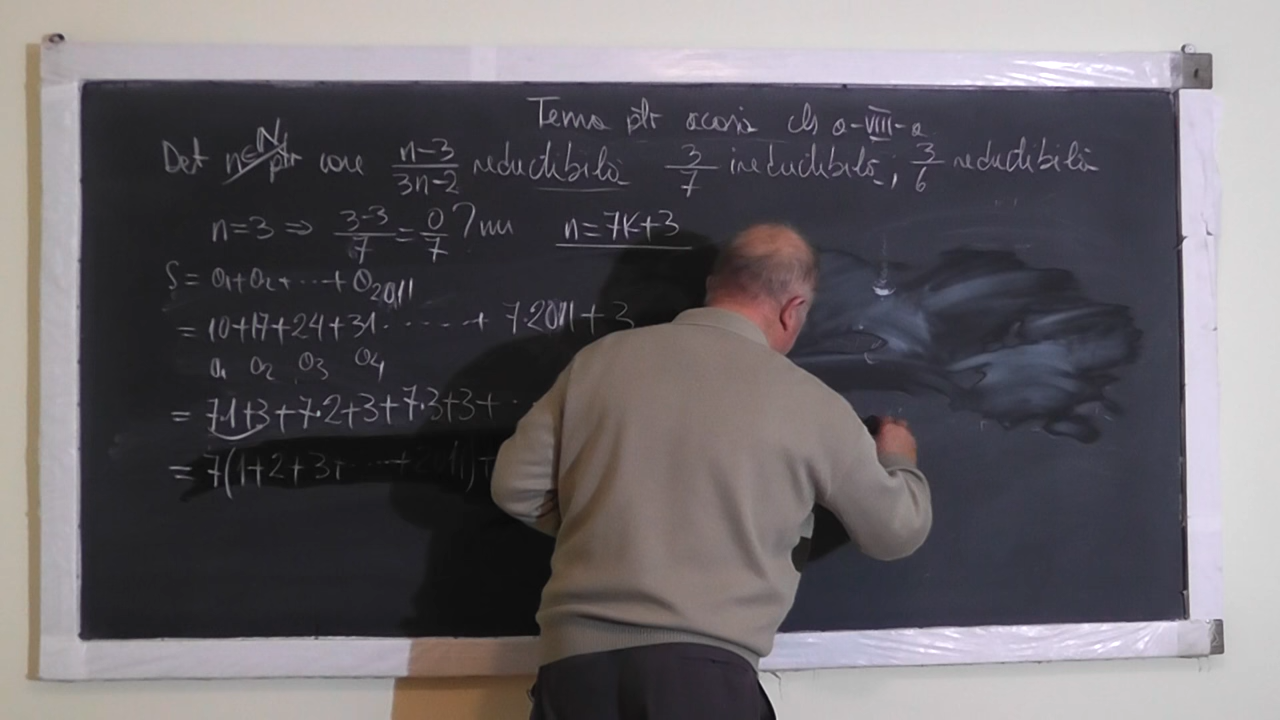 Tema ptr acasă cls a-VIII-a
Det n∈N ptr care n-3/3n-2 reductibilă 3/7 ireductibilă; 3/6 reductibilă
n=3 ⇒ 3-3/7 = 0/7 ? nu n=7k+3
S = a₁+a₂+.....+a₂₀₁₁
= 10+17+24+31.......+ 7·2011+3
a₁ a₂ a₃ a₄
= 7·1+3+7·2+3+7·3+3+..
= 7(1+2+3+.....+2011)+